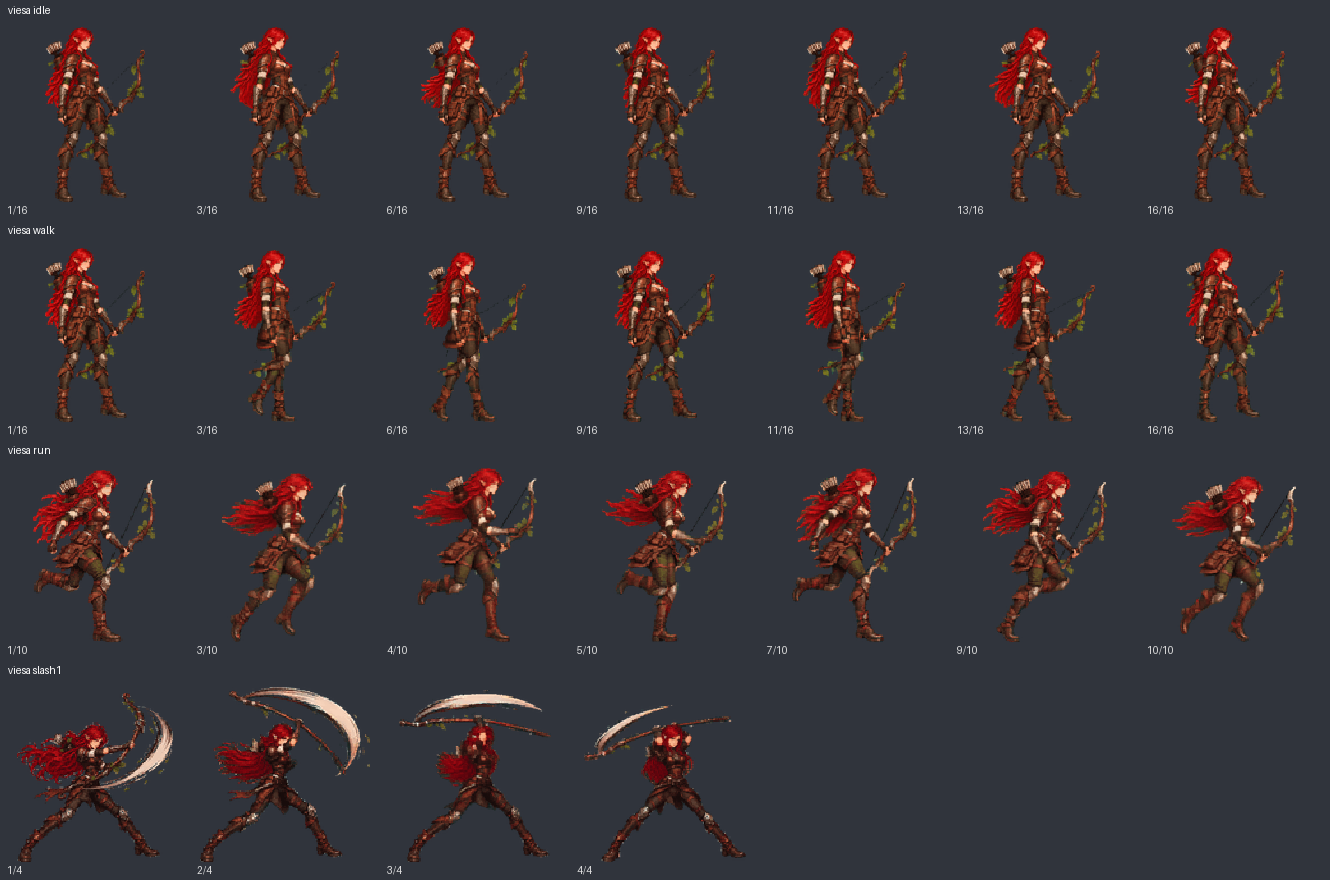 viesa idle
1/16 3/16 6/16 9/16 11/16 13/16 16/16
viesa walk
1/16 3/16 6/16 9/16 11/16 13/16 16/16
viesa run
1/10 3/10 4/10 5/10 7/10 9/10 10/10
viesa slash1
1/4 2/4 3/4 4/4